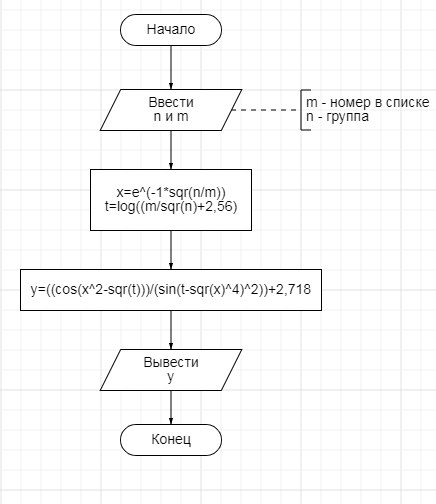 Начало
Ввести
n и m
m - номер в списке
n - группа
x=e^(-1*sqr(n/m))
t=log((m/sqr(n)+2,56)
y=((cos(x^2-sqr(t)))/(sin(t-sqr(x)^4)^2))+2,718
Вывести
y
Конец